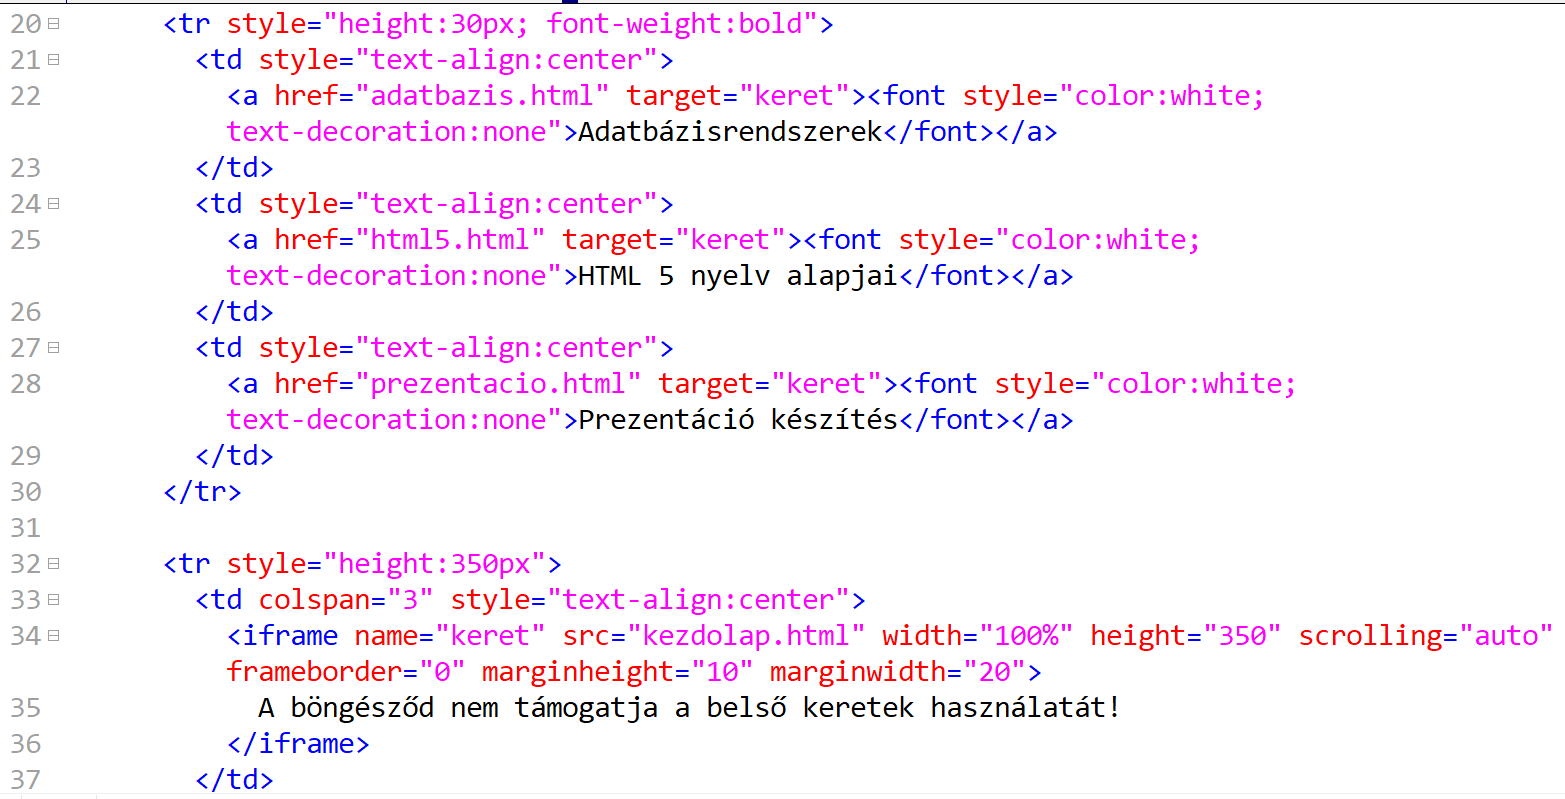 20 <tr style="height:30px; font-weight:bold">
21 <td style="text-align:center">
22 <a href="adatbazis.html" target="keret"><font style="color:white;
text-decoration:none">Adatbázisrendszerek</font></a>
23 </td>
24 <td style="text-align:center">
25 <a href="html5.html" target="keret"><font style="color:white;
text-decoration:none">HTML 5 nyelv alapjai</font></a>
26 </td>
27 <td style="text-align:center">
28 <a href="prezentacio.html" target="keret"><font style="color:white;
text-decoration:none">Prezentáció készítés</font></a>
29 </td>
30 </tr>
31
32 <tr style="height:350px">
33 <td colspan="3" style="text-align:center">
34 <iframe name="keret" src="kezdolap.html" width="100%" height="350" scrolling="auto"
frameborder="0" marginheight="10" marginwidth="20">
35 A böngésződ nem támogatja a belső keretek használatát!
36 </iframe>
37 </td>